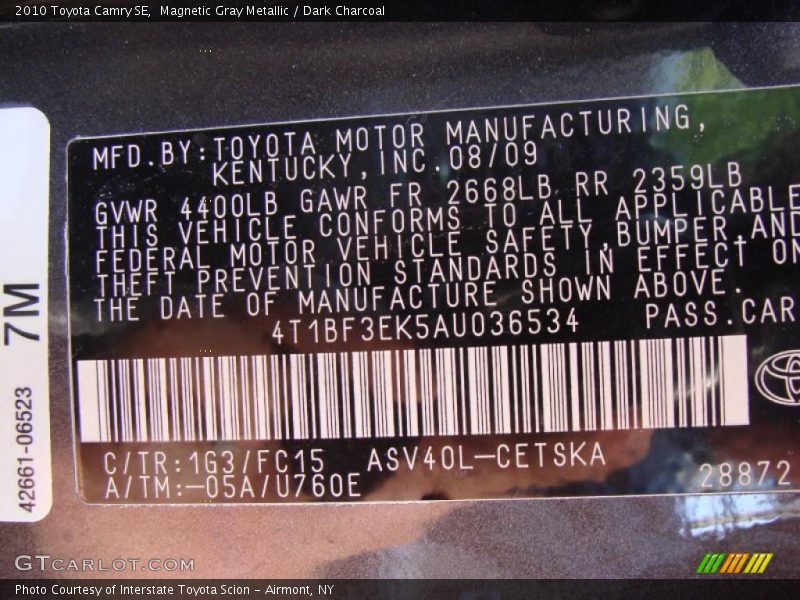 2010 Toyota Camry SE,  Magnetic Gray Metallic / Dark Charcoal
MFD.BY:TOYOTA MOTOR MANUFACTURING,
KENTUCKY,INC.08/09
GVWR 4400LB GAWR FR 2668LB RR 2359LB
THIS VEHICLE CONFORMS TO ALL APPLICABLE
FEDERAL MOTOR VEHICLE SAFETY,BUMPER AND
THEFT PREVENTION STANDARDS IN EFFECT ON
THE DATE OF MANUFACTURE SHOWN ABOVE.
4T1BF3EK5AU036534 PASS.CAR
C/TR:1G3/FC15 ASV40L-CETSKA
A/TM:-05A/U760E
28872
7M
42661-06523
GTCARLOT.COM
Photo Courtesy of Interstate Toyota Scion - Airmont, NY